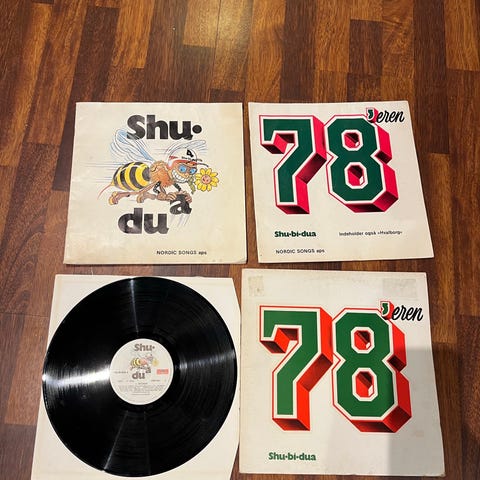 Shu•
du a
NORDIC SONGS aps
78'eren
Shu-bi-dua
Indeholder også »Hvalborg«
NORDIC SONGS aps
Shu•
du a
78'eren
Shu-bi-dua